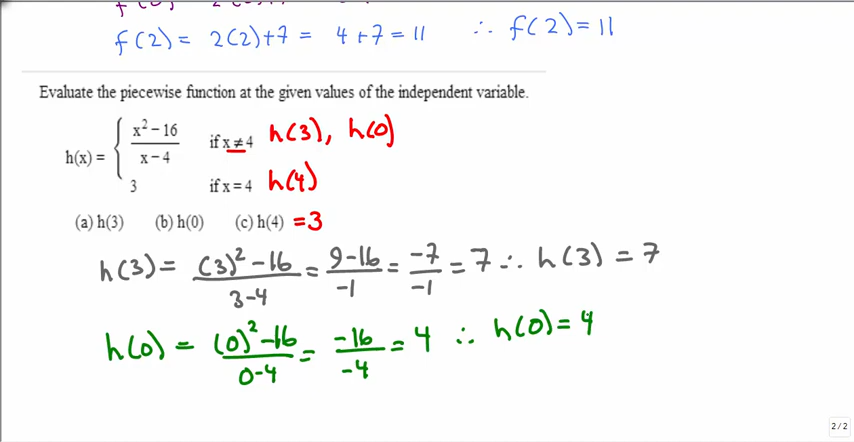 f(2) = 2(2)+7 = 4+7 = 11 ∴ f(2) = 11
Evaluate the piecewise function at the given values of the independent variable.
h(x) = { (x² − 16)/(x − 4) if x ≠ 4 h(3), h(0)
3 if x = 4 h(4)
(a) h(3) (b) h(0) (c) h(4) = 3
h(3) = ((3)² − 16)/(3-4) = (9-16)/(-1) = (-7)/(-1) = 7 ∴ h(3) = 7
h(0) = ((0)² − 16)/(0-4) = (-16)/(-4) = 4 ∴ h(0) = 4
2 / 2